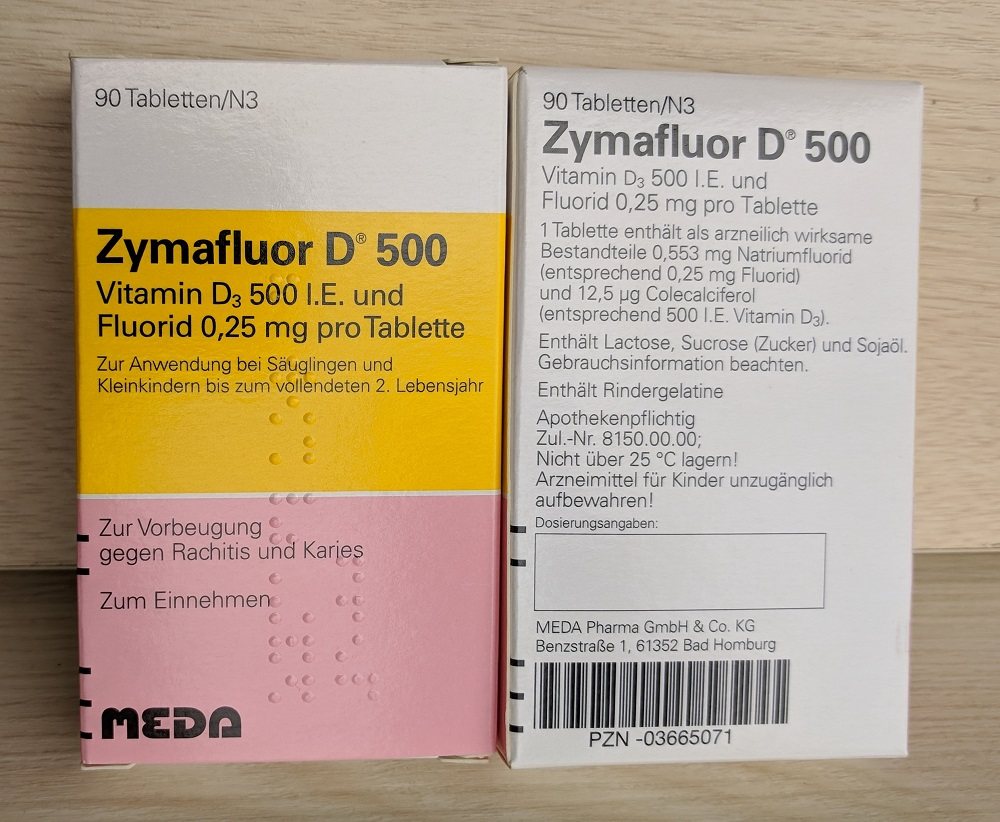 90 Tabletten/N3
Zymafluor D® 500
Vitamin D₃ 500 I.E. und
Fluorid 0,25 mg pro Tablette
Zur Anwendung bei Säuglingen und
Kleinkindern bis zum vollendeten 2. Lebensjahr
Zur Vorbeugung
gegen Rachitis und Karies
Zum Einnehmen
MEDA
90 Tabletten/N3
Zymafluor D® 500
Vitamin D₃ 500 I.E. und
Fluorid 0,25 mg pro Tablette
1 Tablette enthält als arzneilich wirksame
Bestandteile 0,553 mg Natriumfluorid
(entsprechend 0,25 mg Fluorid)
und 12,5 µg Colecalciferol
(entsprechend 500 I.E. Vitamin D₃).
Enthält Lactose, Sucrose (Zucker) und Sojaöl.
Gebrauchsinformation beachten.
Enthält Rindergelatine
Apothekenpflichtig
Zul.-Nr. 8150.00.00;
Nicht über 25 °C lagern!
Arzneimittel für Kinder unzugänglich
aufbewahren!
Dosierungsangaben:
MEDA Pharma GmbH & Co. KG
Benzstraße 1, 61352 Bad Homburg
PZN -03665071